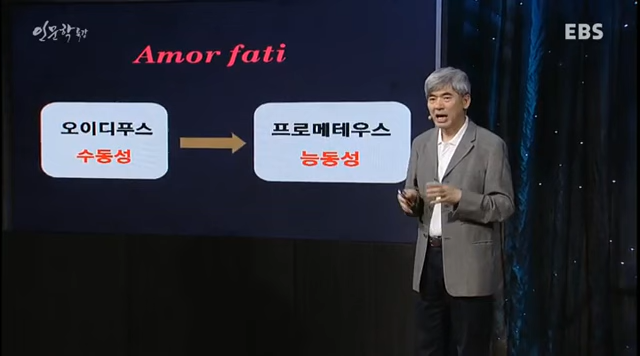 인문학 특강
EBS
Amor fati
오이디푸스
수동성
프로메테우스
능동성